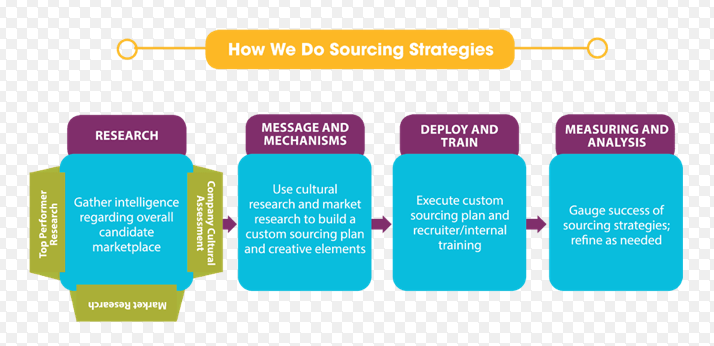 How We Do Sourcing Strategies
RESEARCH
Top Performer
Research
Gather intelligence
regarding overall
candidate
marketplace
Company Cultural
Assessment
Market Research
MESSAGE AND
MECHANISMS
Use cultural
research and market
research to build a
custom sourcing plan
and creative elements
DEPLOY AND
TRAIN
Execute custom
sourcing plan and
recruiter/internal
training
MEASURING AND
ANALYSIS
Gauge success of
sourcing strategies;
refine as needed